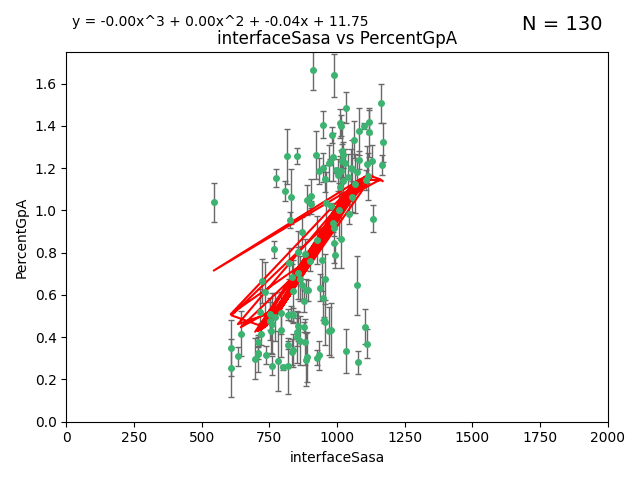 y = -0.00x^3 + 0.00x^2 + -0.04x + 11.75
N = 130
interfaceSasa vs PercentGpA
PercentGpA
1.6
1.4
1.2
1.0
0.8
0.6
0.4
0.2
0.0
0 250 500 750 1000 1250 1500 1750 2000
interfaceSasa